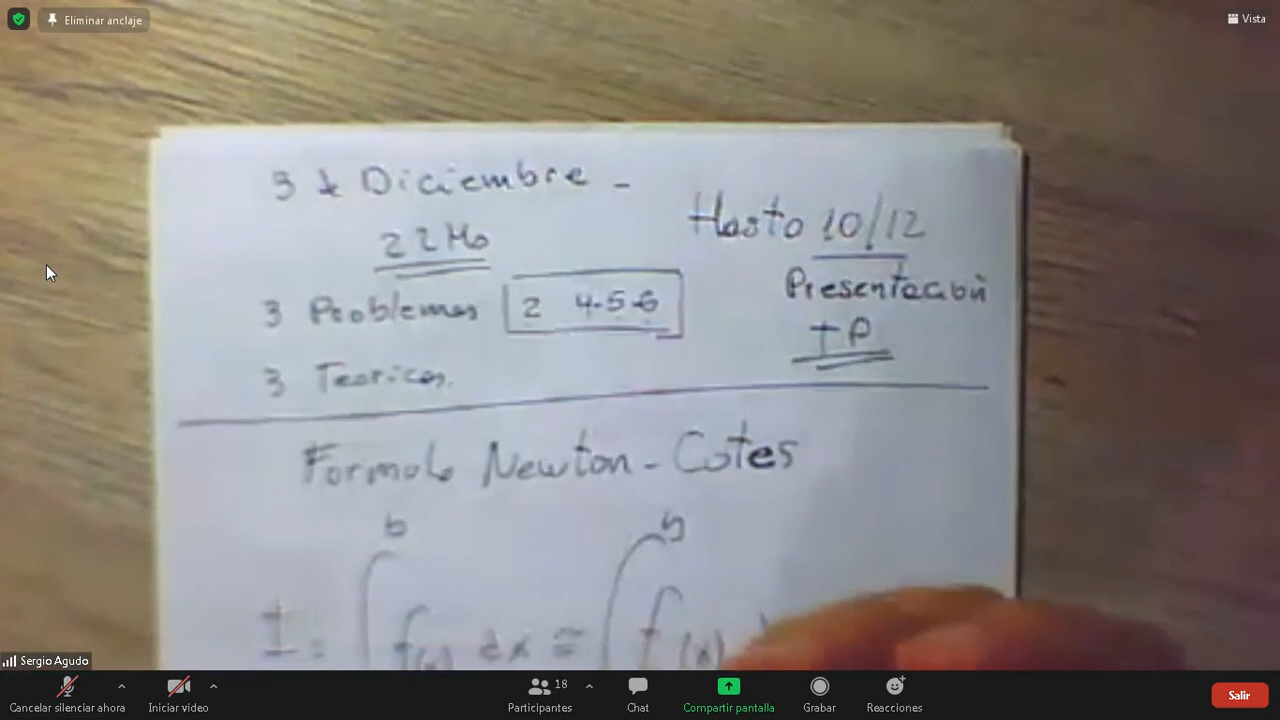 Eliminar anclaje
Vista
3 de Diciembre -
22 Hs
3 Problemas 2 4-5-6
3 Teoricos.
Hasta 10/12
Presentación
TP
Formula Newton - Cotes
b b
I = ∫ f(x) dx ≅ ∫ f(x)
Sergio Agudo
Cancelar silenciar ahora
Iniciar video
18
Participantes
Chat
Compartir pantalla
Grabar
Reacciones
Salir